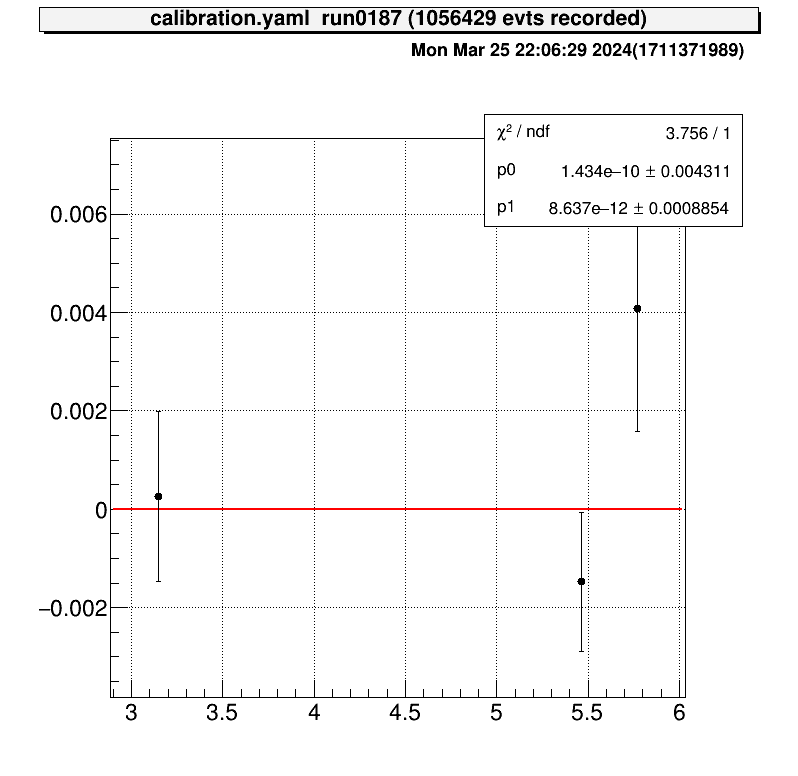 calibration.yaml  run0187 (1056429 evts recorded)
Mon Mar 25 22:06:29 2024(1711371989)
χ² / ndf 3.756 / 1
p0 1.434e–10 ± 0.004311
p1 8.637e–12 ± 0.0008854
0.006
0.004
0.002
0
−0.002
3 3.5 4 4.5 5 5.5 6